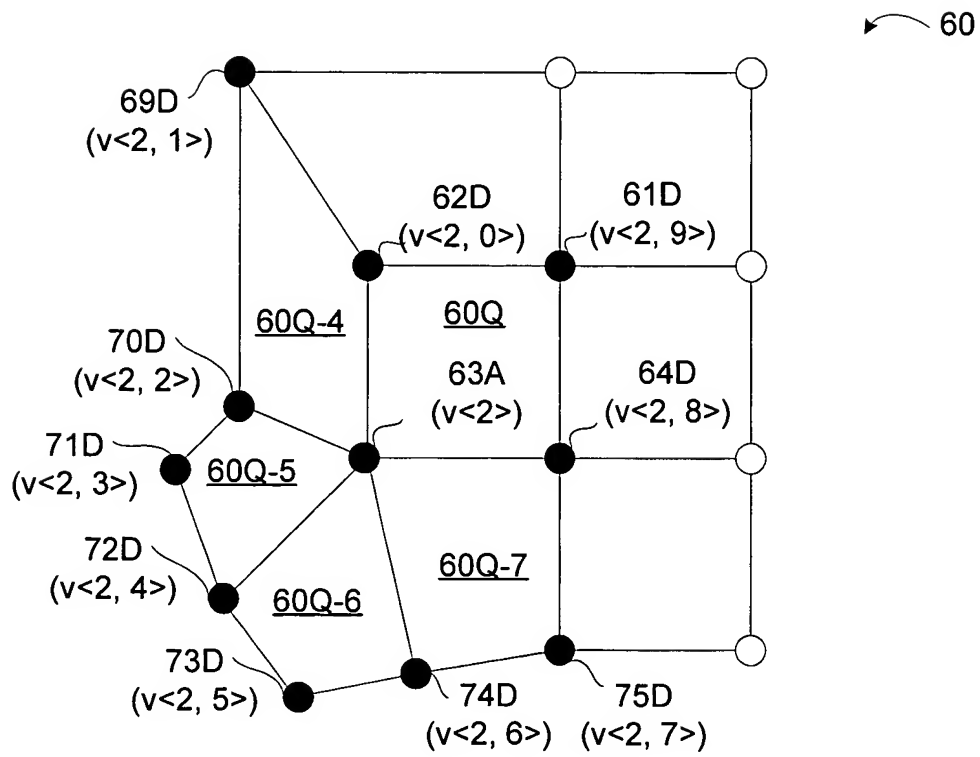 60
69D
(v<2, 1>)
62D
(v<2, 0>)
61D
(v<2, 9>)
60Q-4
60Q
70D
(v<2, 2>)
63A
(v<2>)
64D
(v<2, 8>)
71D
(v<2, 3>)
60Q-5
72D
(v<2, 4>)
60Q-6
60Q-7
73D
(v<2, 5>)
74D
(v<2, 6>)
75D
(v<2, 7>)